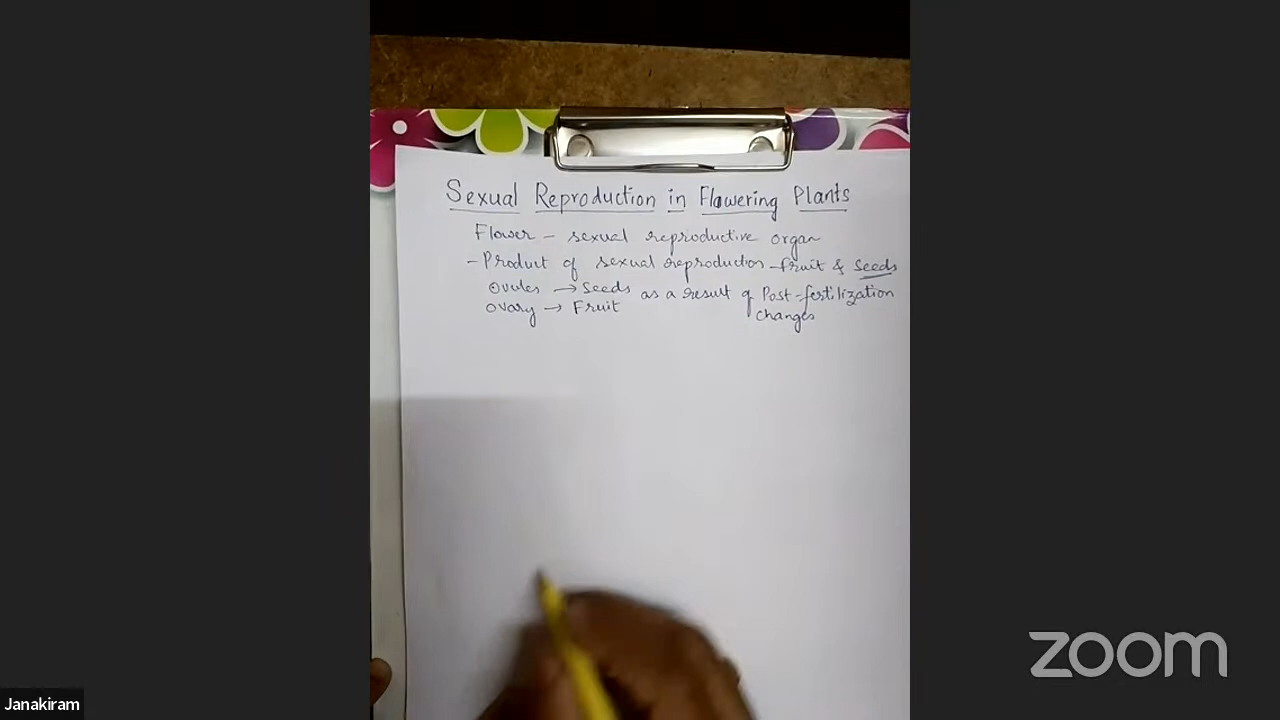 Sexual Reproduction in Flowering Plants
Flower - sexual reproductive organ
- Product of sexual reproduction - fruit & seeds
Ovules → Seeds as a result of Post-fertilization
Ovary → Fruit changes
zoom
Janakiram